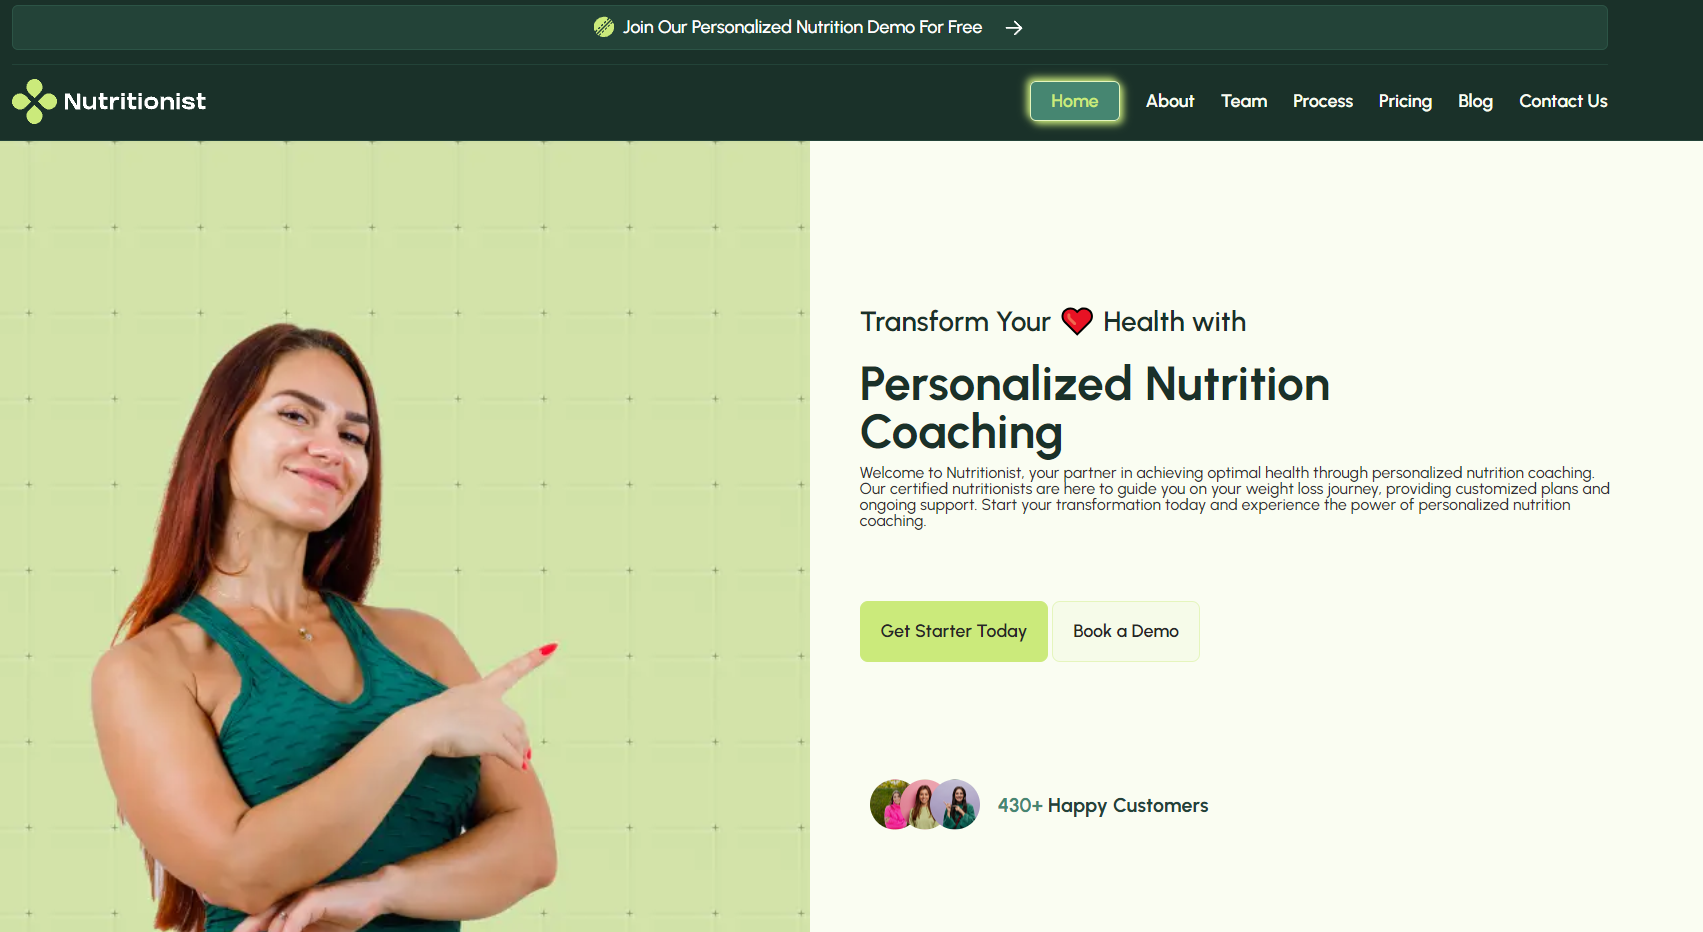 Join Our Personalized Nutrition Demo For Free
Nutritionist
Home About Team Process Pricing Blog Contact Us
Transform Your ❤️ Health with
Personalized Nutrition
Coaching
Welcome to Nutritionist, your partner in achieving optimal health through personalized nutrition coaching.
Our certified nutritionists are here to guide you on your weight loss journey, providing customized plans and
ongoing support. Start your transformation today and experience the power of personalized nutrition
coaching.
Get Starter Today
Book a Demo
430+ Happy Customers